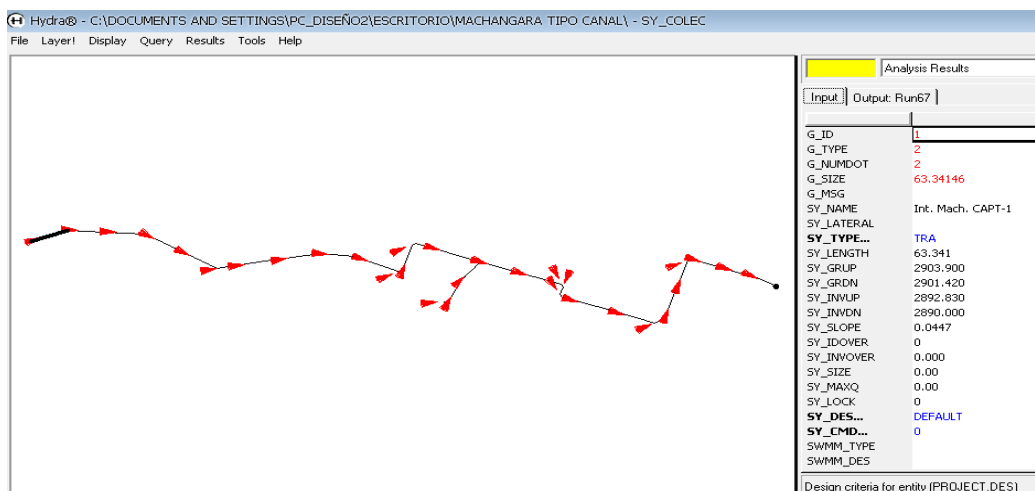 Hydra® - C:\DOCUMENTS AND SETTINGS\PC_DISEÑO2\ESCRITORIO\MACHANGARA TIPO CANAL\ - SY_COLEC
File Layer! Display Query Results Tools Help
Analysis Results
Input Output: Run67
G_ID 1
G_TYPE 2
G_NUMDOT 2
G_SIZE 63.34146
G_MSG
SY_NAME Int. Mach. CAPT-1
SY_LATERAL
SY_TYPE... TRA
SY_LENGTH 63.341
SY_GRUP 2903.900
SY_GRDN 2901.420
SY_INVUP 2892.830
SY_INVDN 2890.000
SY_SLOPE 0.0447
SY_IDOVER 0
SY_INVOVER 0.000
SY_SIZE 0.00
SY_MAXQ 0.00
SY_LOCK 0
SY_DES... DEFAULT
SY_CMD... 0
SWMM_TYPE
SWMM_DES
Design criteria for entity (PROJECT.DES)